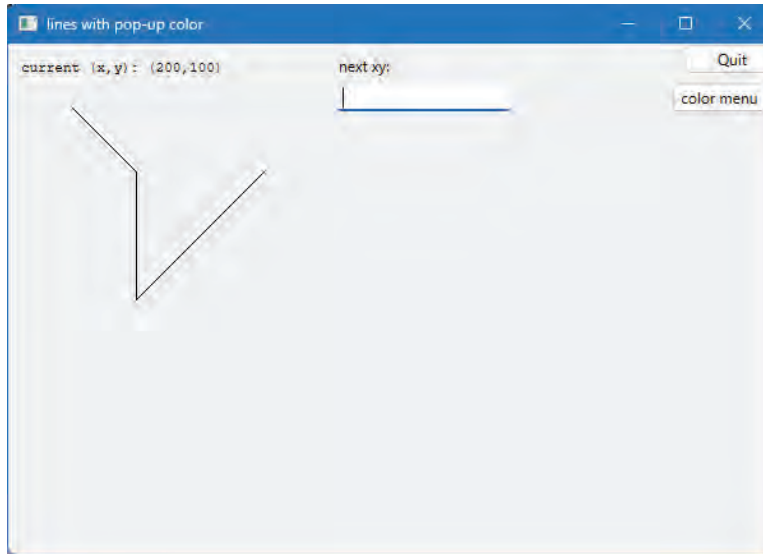 lines with pop-up color
current (x,y): (200,100)
next xy:
Quit
color menu